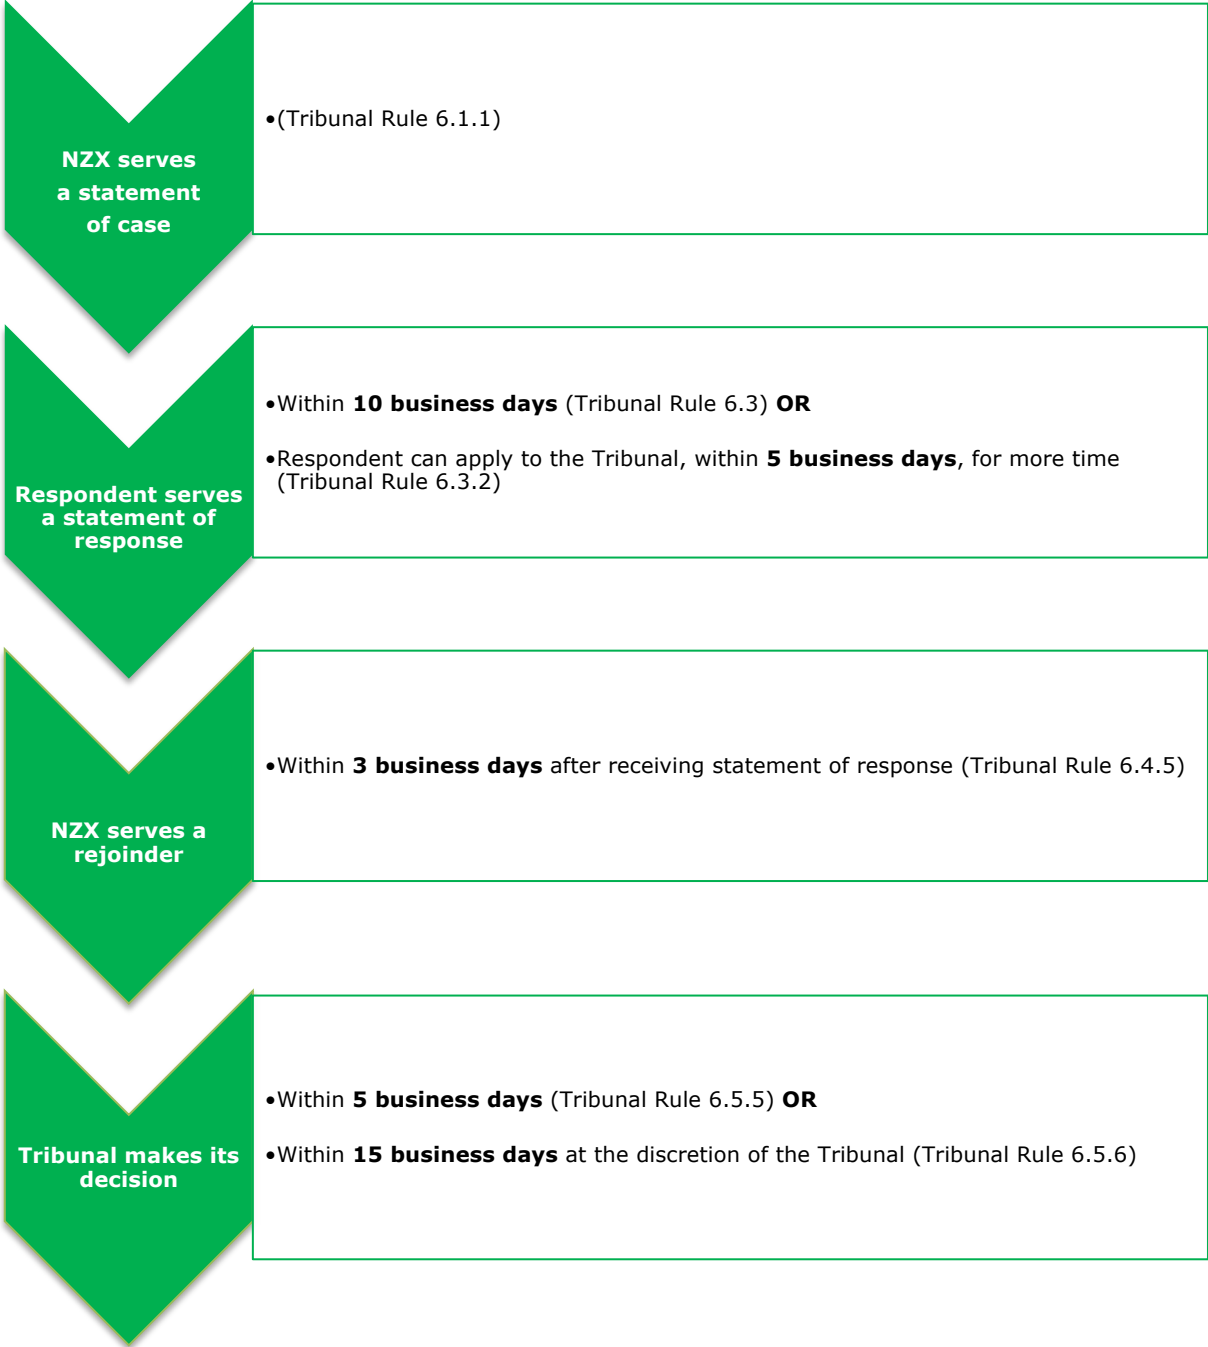 NZX serves
a statement
of case
•(Tribunal Rule 6.1.1)
Respondent serves
a statement of
response
•Within 10 business days (Tribunal Rule 6.3) OR
•Respondent can apply to the Tribunal, within 5 business days, for more time
(Tribunal Rule 6.3.2)
NZX serves a
rejoinder
•Within 3 business days after receiving statement of response (Tribunal Rule 6.4.5)
Tribunal makes its
decision
•Within 5 business days (Tribunal Rule 6.5.5) OR
•Within 15 business days at the discretion of the Tribunal (Tribunal Rule 6.5.6)